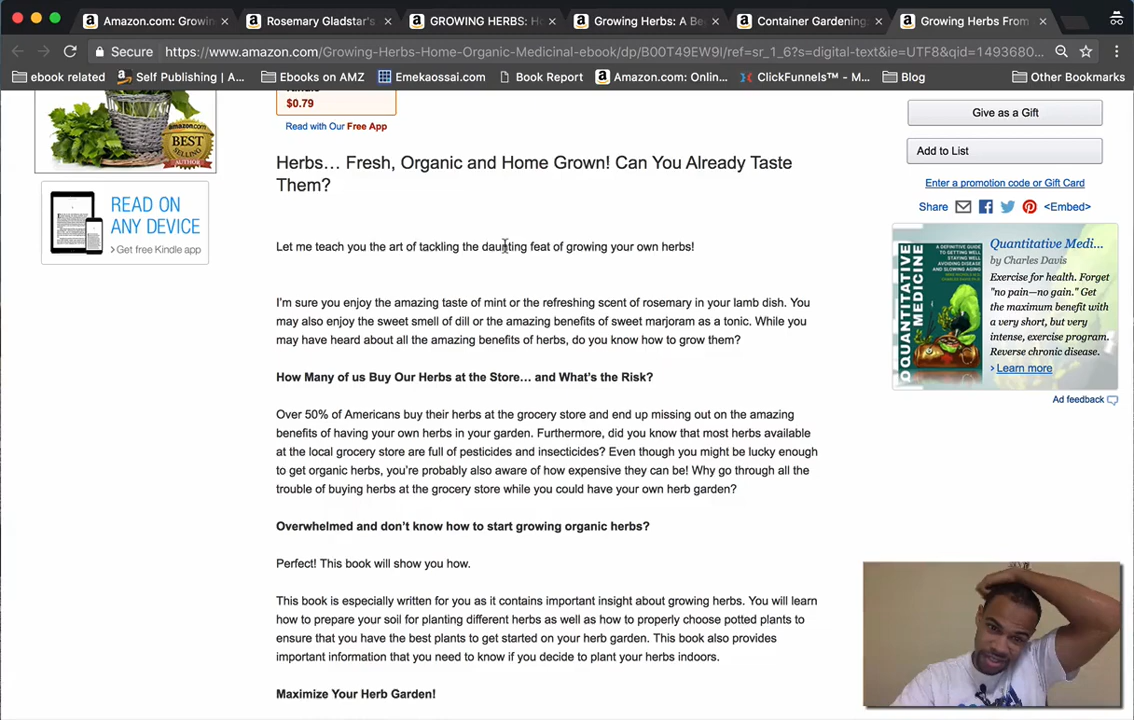 Amazon.com: Growin
Rosemary Gladstar's
GROWING HERBS: H
Growing Herbs: A Be
Container Gardening
Growing Herbs From
Secure
https://www.amazon.com/Growing-Herbs-Home-Organic-Medicinal-ebook/dp/B00T49EW9I/ref=sr_1_6?s=digital-text&ie=UTF8&qid=1493680...
ebook related
Self Publishing | A...
Ebooks on AMZ
Emekaossai.com
Book Report
Amazon.com: Onlin...
ClickFunnels™ – M...
Blog
Other Bookmarks
BEST
SELLING
AUTHOR
READ ON
ANY DEVICE
› Get free Kindle app
$0.79
Read with Our Free App
Herbs… Fresh, Organic and Home Grown! Can You Already Taste
Them?
Let me teach you the art of tackling the daunting feat of growing your own herbs!
I'm sure you enjoy the amazing taste of mint or the refreshing scent of rosemary in your lamb dish. You
may also enjoy the sweet smell of dill or the amazing benefits of sweet marjoram as a tonic. While you
may have heard about all the amazing benefits of herbs, do you know how to grow them?
How Many of us Buy Our Herbs at the Store… and What's the Risk?
Over 50% of Americans buy their herbs at the grocery store and end up missing out on the amazing
benefits of having your own herbs in your garden. Furthermore, did you know that most herbs available
at the local grocery store are full of pesticides and insecticides? Even though you might be lucky enough
to get organic herbs, you're probably also aware of how expensive they can be! Why go through all the
trouble of buying herbs at the grocery store while you could have your own herb garden?
Overwhelmed and don't know how to start growing organic herbs?
Perfect! This book will show you how.
This book is especially written for you as it contains important insight about growing herbs. You will learn
how to prepare your soil for planting different herbs as well as how to properly choose potted plants to
ensure that you have the best plants to get started on your herb garden. This book also provides
important information that you need to know if you decide to plant your herbs indoors.
Maximize Your Herb Garden!
Give as a Gift
Add to List
Enter a promotion code or Gift Card
Share
<Embed>
QUANTITATIVE
MEDICINE
Quantitative Medi...
by Charles Davis
Exercise for health. Forget
"no pain—no gain." Get
the maximum benefit with
a very short, but very
intense, exercise program.
Reverse chronic disease.
› Learn more
Ad feedback